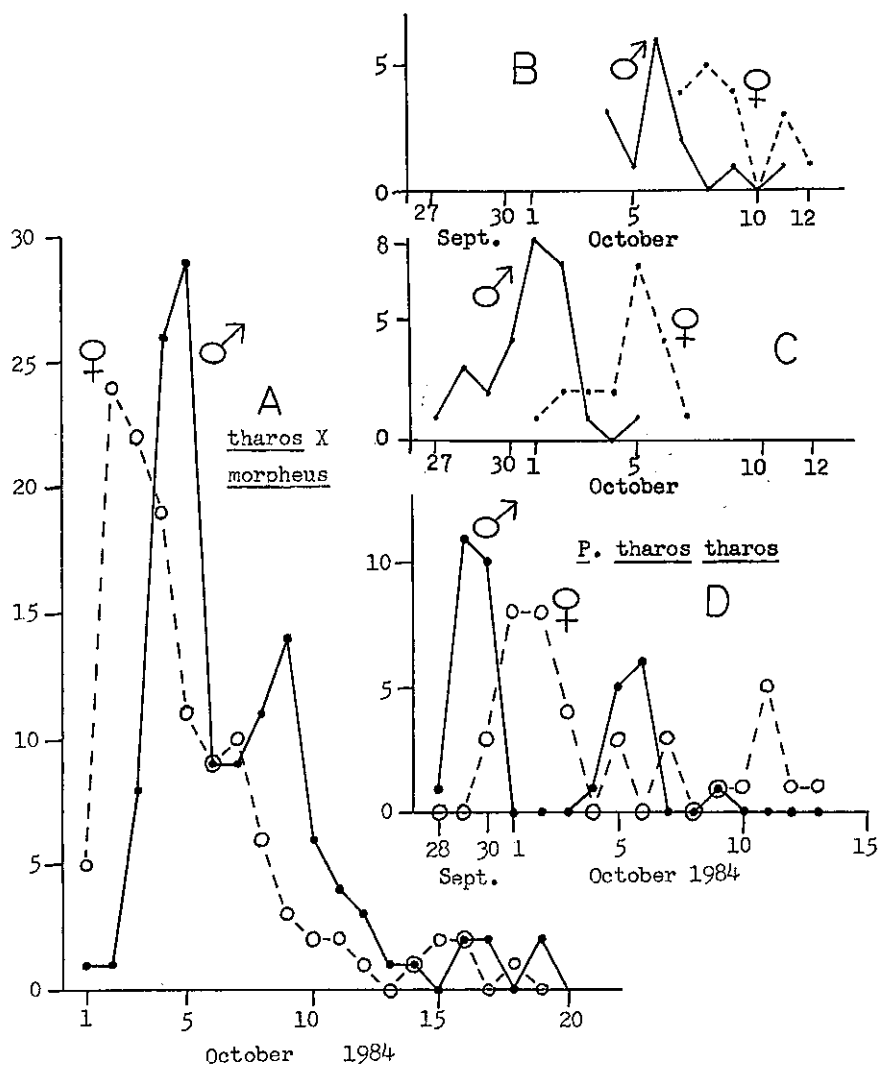 B
♂
♀
5
0
27 30 1 5 10 12
Sept. October
8
5
0
♂
♀
C
27 30 1 5 10 12
October
30
25
20
15
10
5
0
♀
♂
A
tharos X
morpheus
1 5 10 15 20
October 1984
10
5
0
♂
♀
P. tharos tharos
D
28 30 1 5 10 15
Sept. October 1984